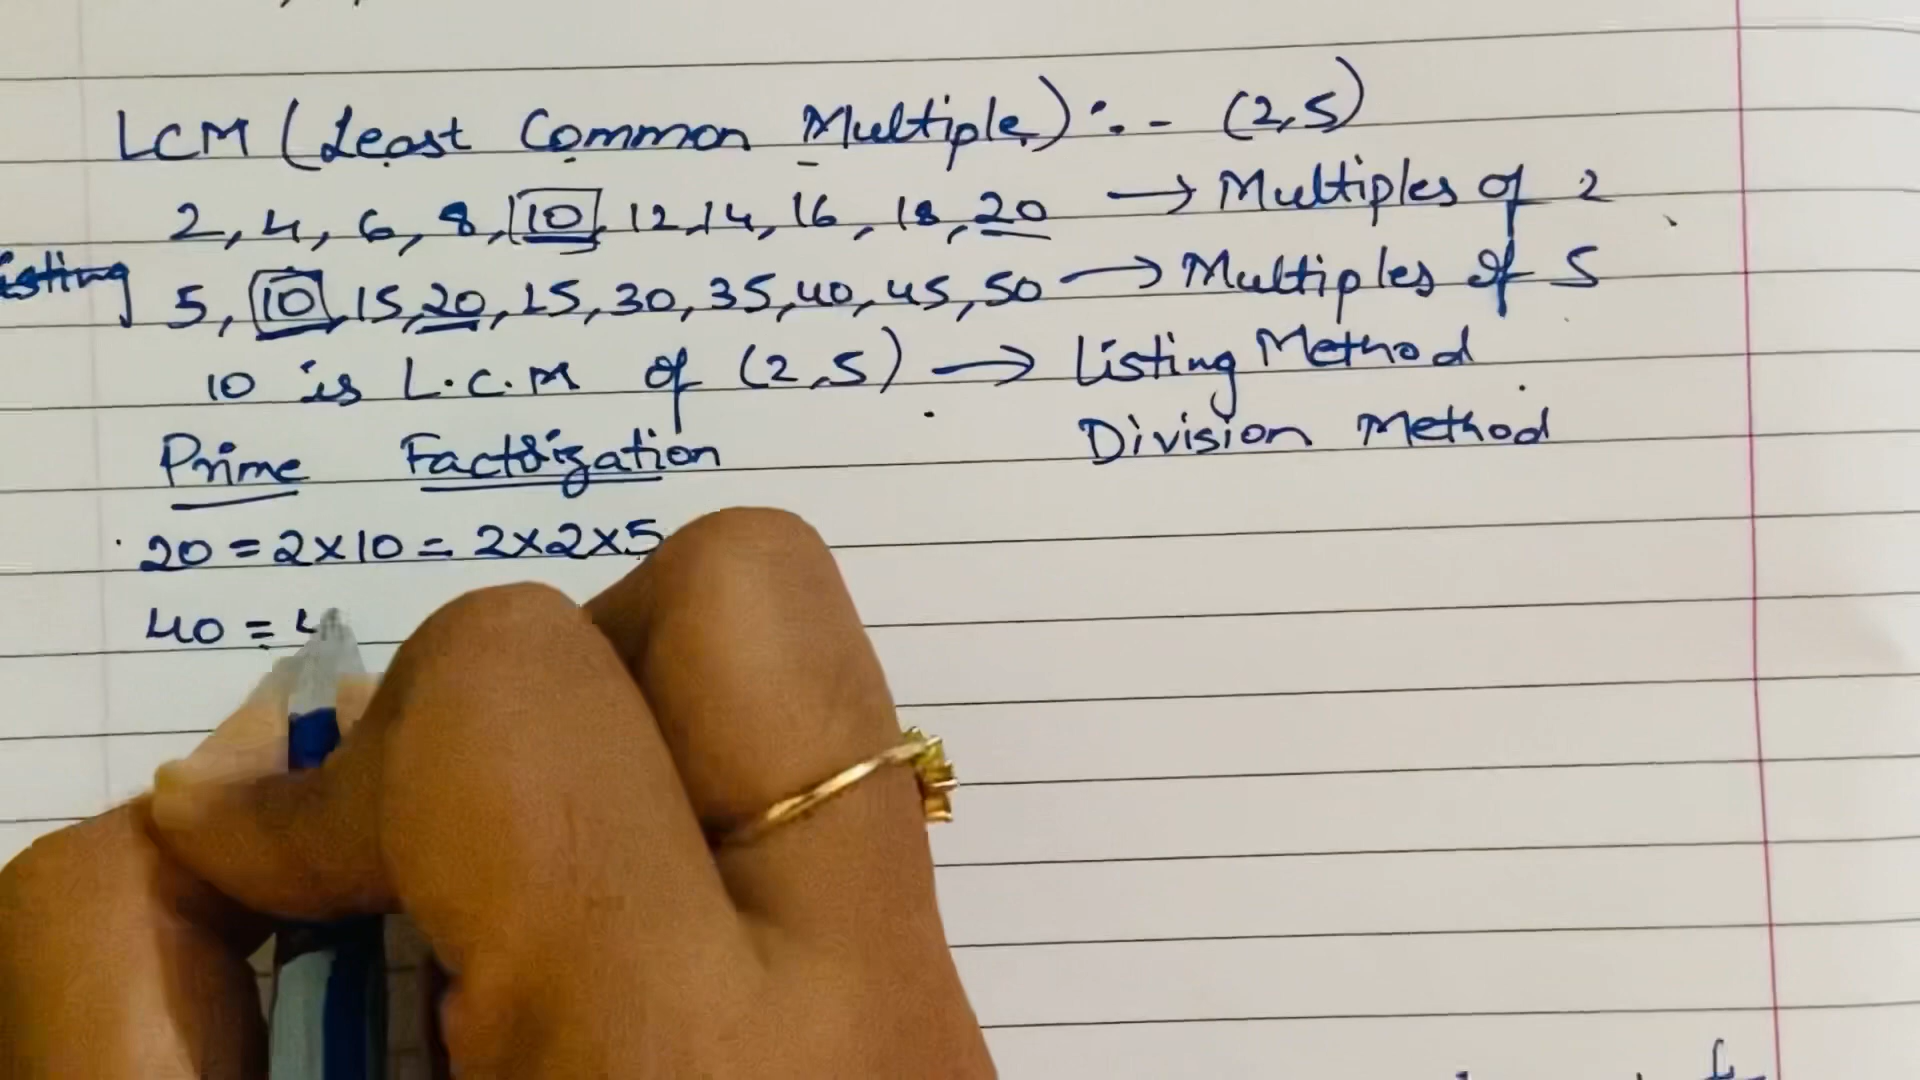 LCM (Least Common Multiple) :- (2,5)
2, 4, 6, 8, 10, 12, 14, 16, 18, 20 → Multiples of 2
5, 10, 15, 20, 25, 30, 35, 40, 45, 50 → Multiples of 5
10 is L.C.M of (2,5) → Listing Method
Division Method
Prime Factorization
20 = 2×10 = 2×2×5
40 = 4